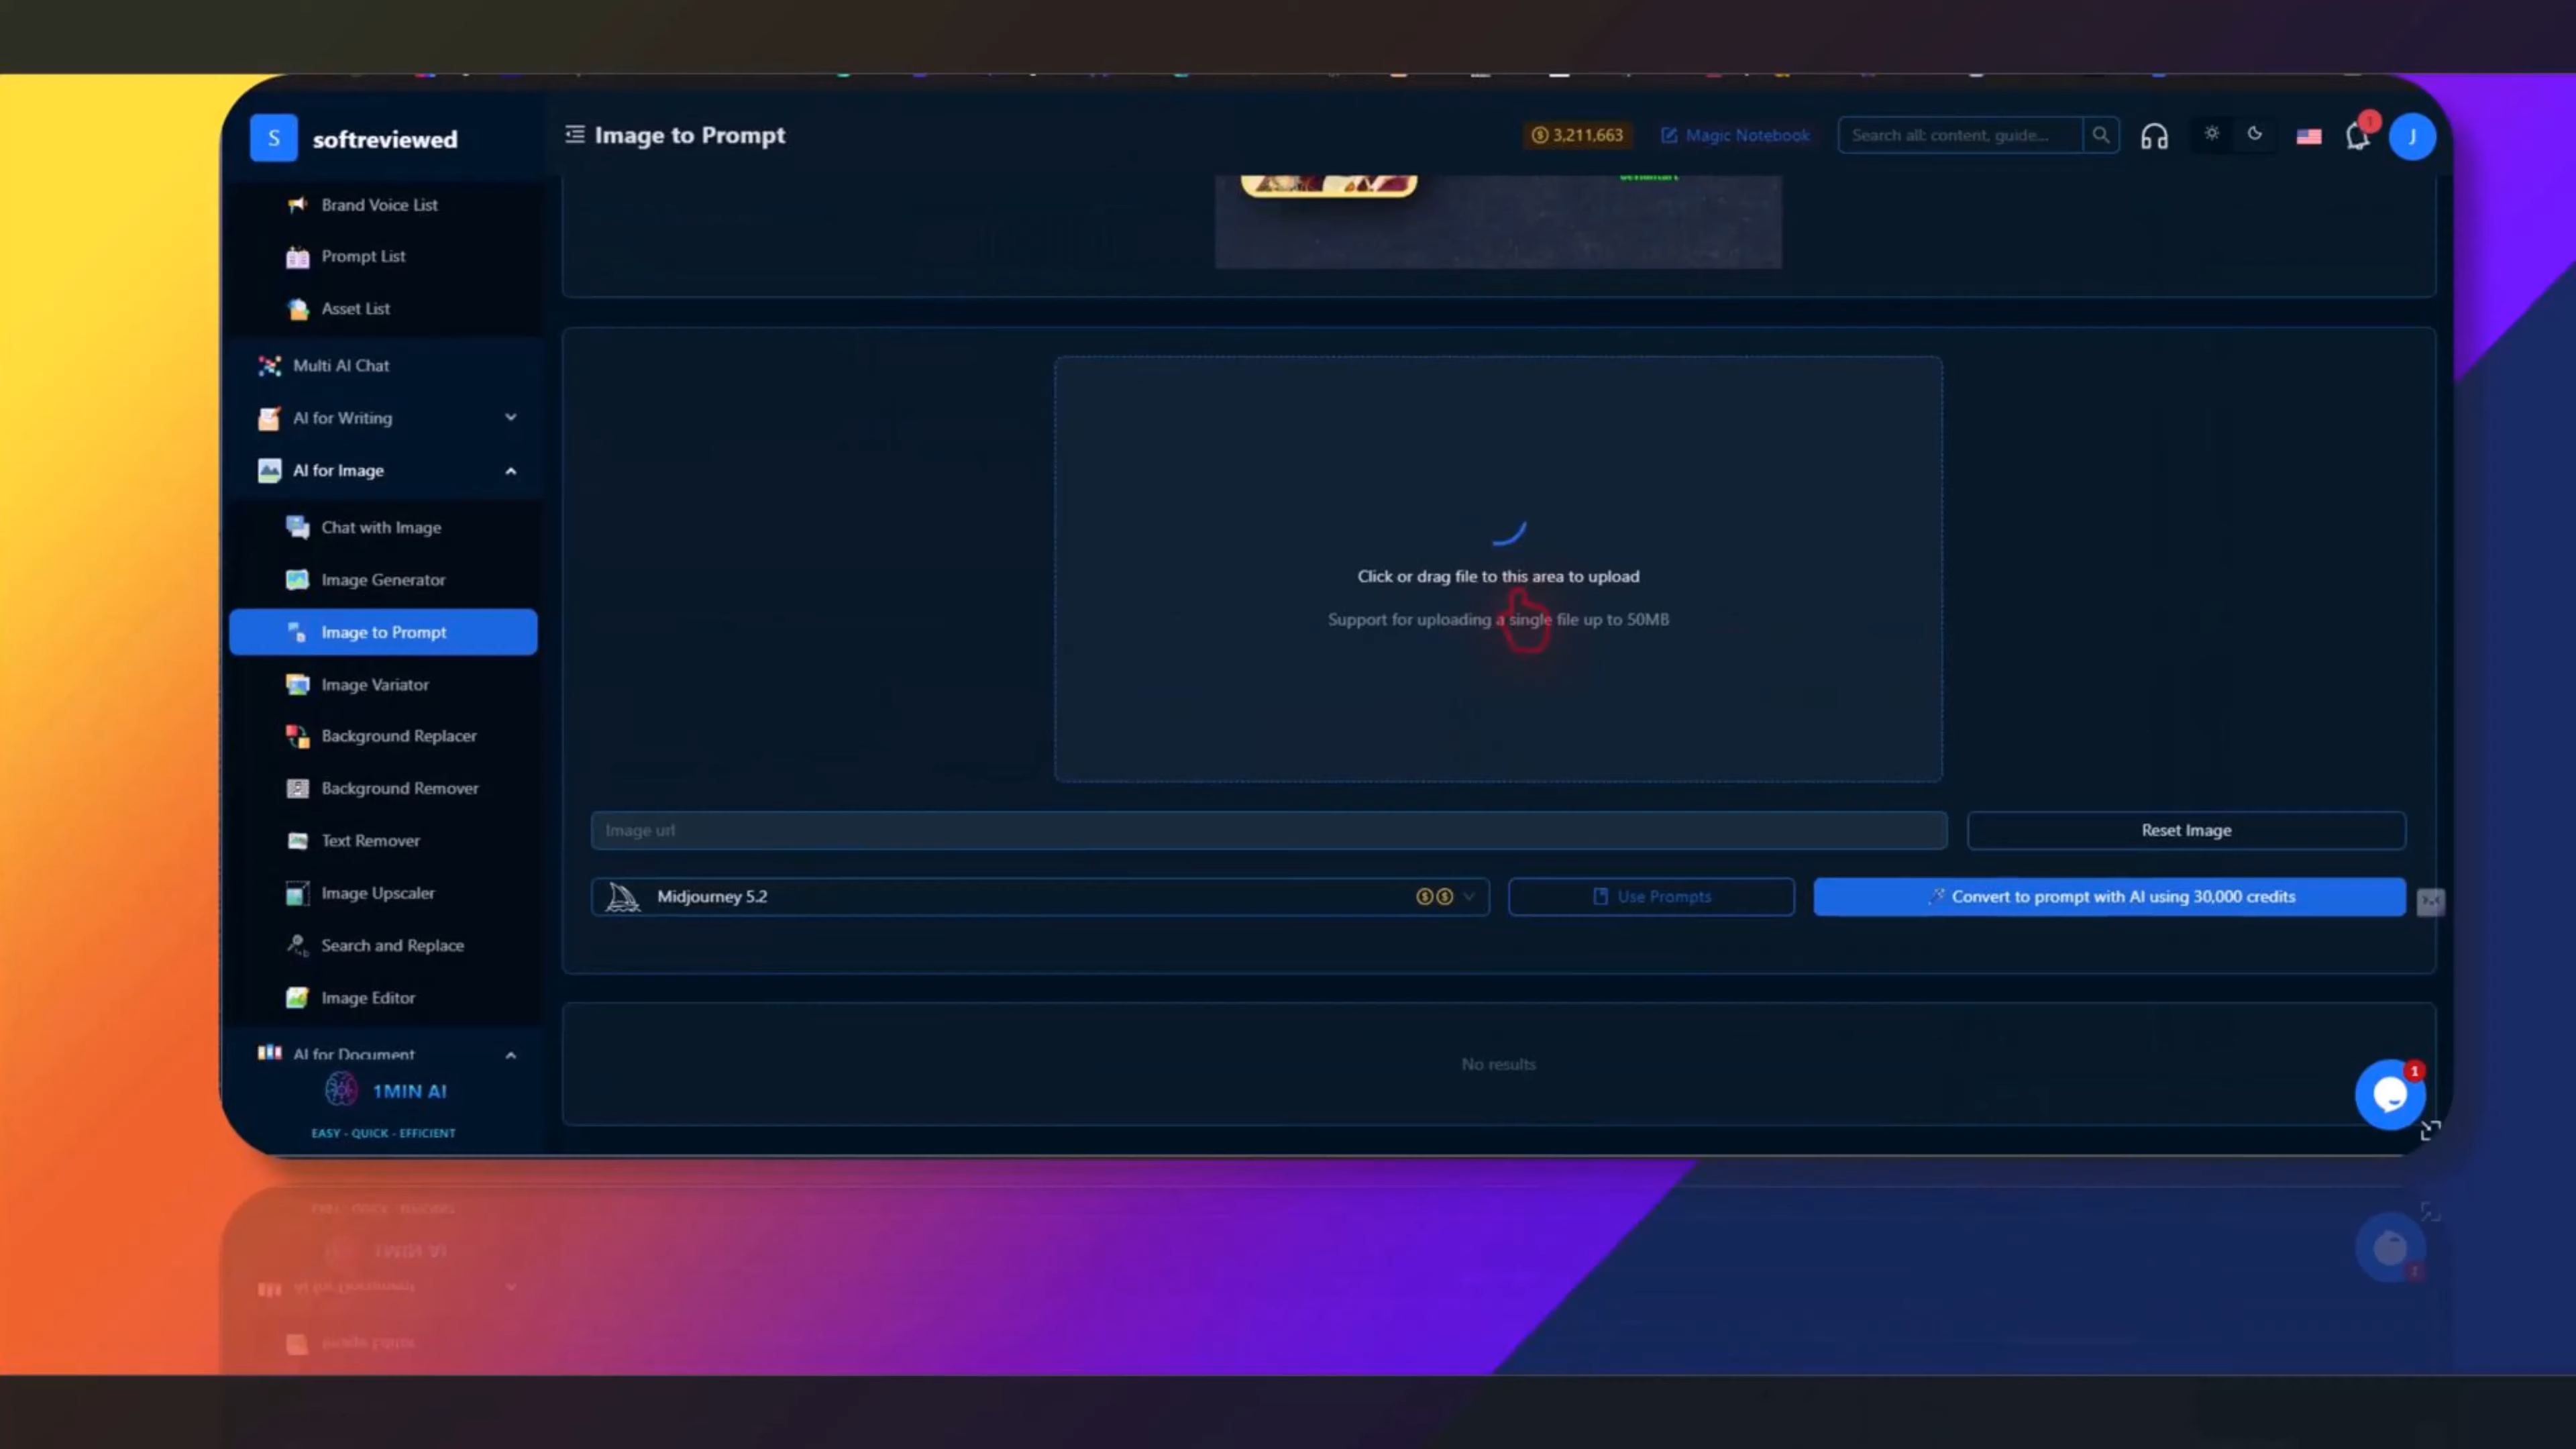 S softreviewed
Image to Prompt
3,211,663
Magic Notebook
Search all: content, guide...
1
J
Brand Voice List
Prompt List
Asset List
Multi AI Chat
AI for Writing
AI for Image
Chat with Image
Image Generator
Image to Prompt
Image Variator
Background Replacer
Background Remover
Text Remover
Image Upscaler
Search and Replace
Image Editor
AI for Document
1MIN AI
EASY - QUICK - EFFICIENT
Click or drag file to this area to upload
Support for uploading a single file up to 50MB
Image url
Reset Image
Midjourney 5.2
Use Prompts
Convert to prompt with AI using 30,000 credits
No results
1